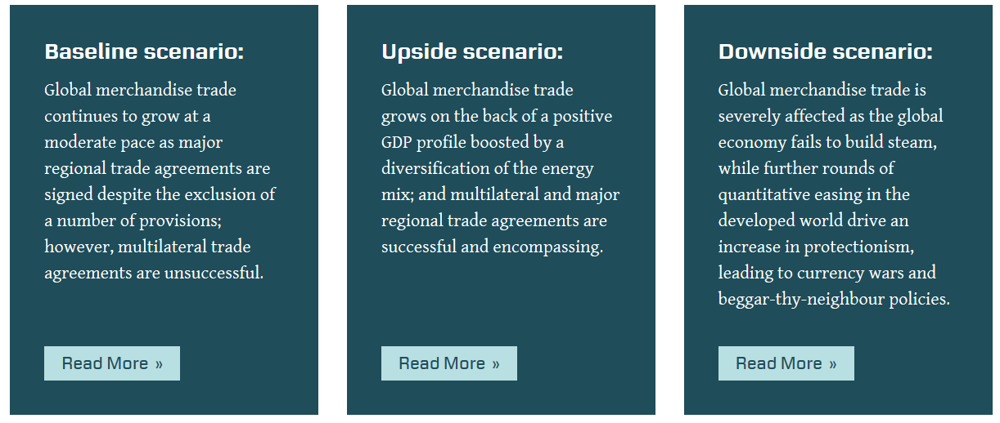 Baseline scenario:
Global merchandise trade
continues to grow at a
moderate pace as major
regional trade agreements are
signed despite the exclusion of
a number of provisions;
however, multilateral trade
agreements are unsuccessful.
Read More »
Upside scenario:
Global merchandise trade
grows on the back of a positive
GDP profile boosted by a
diversification of the energy
mix; and multilateral and major
regional trade agreements are
successful and encompassing.
Read More »
Downside scenario:
Global merchandise trade is
severely affected as the global
economy fails to build steam,
while further rounds of
quantitative easing in the
developed world drive an
increase in protectionism,
leading to currency wars and
beggar-thy-neighbour policies.
Read More »